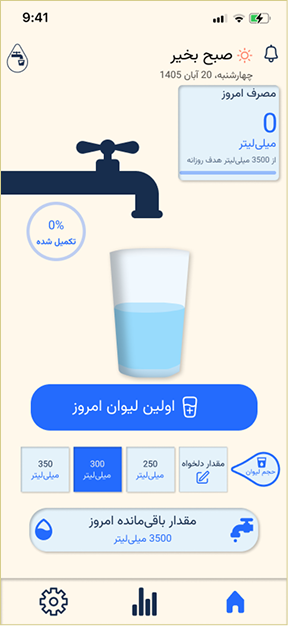 9:41
صبح بخیر
چهارشنبه، 20 آبان 1405
مصرف امروز
0
میلی‌لیتر
از 3500 میلی‌لیتر هدف روزانه
0%
تکمیل شده
اولین لیوان امروز
حجم لیوان
مقدار دلخواه
250
میلی‌لیتر
300
میلی‌لیتر
350
میلی‌لیتر
مقدار باقی‌مانده امروز
3500 میلی‌لیتر